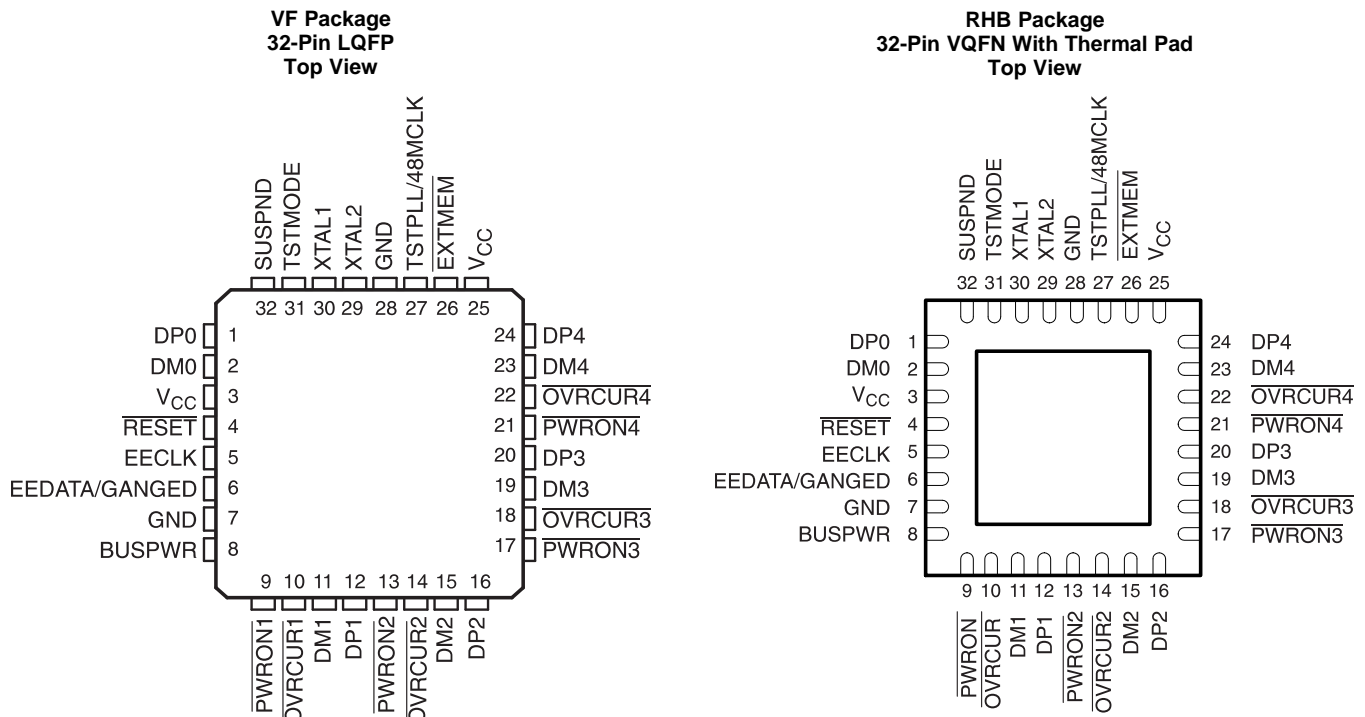 VF Package
32-Pin LQFP
Top View
SUSPND
TSTMODE
XTAL1
XTAL2
GND
TSTPLL/48MCLK
EXTMEM
VCC
32 31 30 29 28 27 26 25
DP0 1
DM0 2
VCC 3
RESET 4
EECLK 5
EEDATA/GANGED 6
GND 7
BUSPWR 8
24 DP4
23 DM4
22 OVRCUR4
21 PWRON4
20 DP3
19 DM3
18 OVRCUR3
17 PWRON3
9 10 11 12 13 14 15 16
PWRON1
OVRCUR1
DM1
DP1
PWRON2
OVRCUR2
DM2
DP2
RHB Package
32-Pin VQFN With Thermal Pad
Top View
SUSPND
TSTMODE
XTAL1
XTAL2
GND
TSTPLL/48MCLK
EXTMEM
VCC
32 31 30 29 28 27 26 25
DP0 1
DM0 2
VCC 3
RESET 4
EECLK 5
EEDATA/GANGED 6
GND 7
BUSPWR 8
24 DP4
23 DM4
22 OVRCUR4
21 PWRON4
20 DP3
19 DM3
18 OVRCUR3
17 PWRON3
9 10 11 12 13 14 15 16
PWRON
OVRCUR
DM1
DP1
PWRON2
OVRCUR2
DM2
DP2